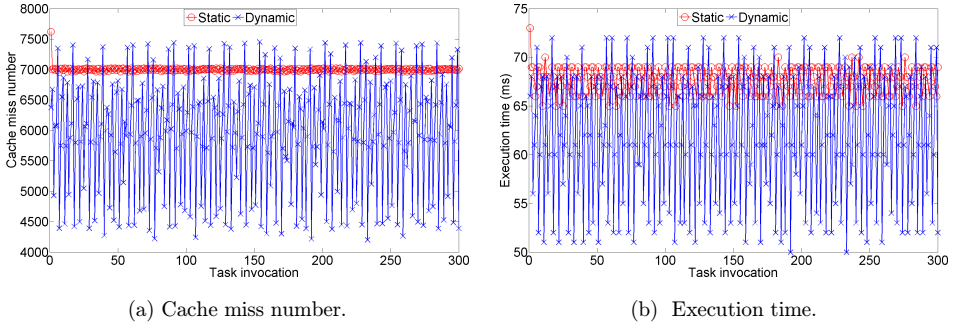 Static Dynamic
Cache miss number
8000
7500
7000
6500
6000
5500
5000
4500
4000
0 50 100 150 200 250 300
Task invocation
(a) Cache miss number.
Static Dynamic
Execution time (ms)
75
70
65
60
55
50
0 50 100 150 200 250 300
Task invocation
(b) Execution time.